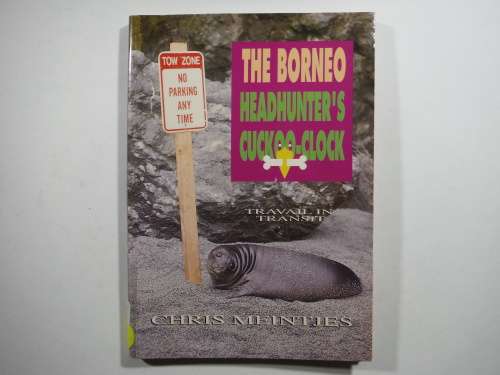 TOW ZONE
NO
PARKING
ANY
TIME
THE BORNEO
HEADHUNTER'S
CUCKOO-CLOCK
TRAVAIL IN
TRANSIT
CHRIS MEINTJES